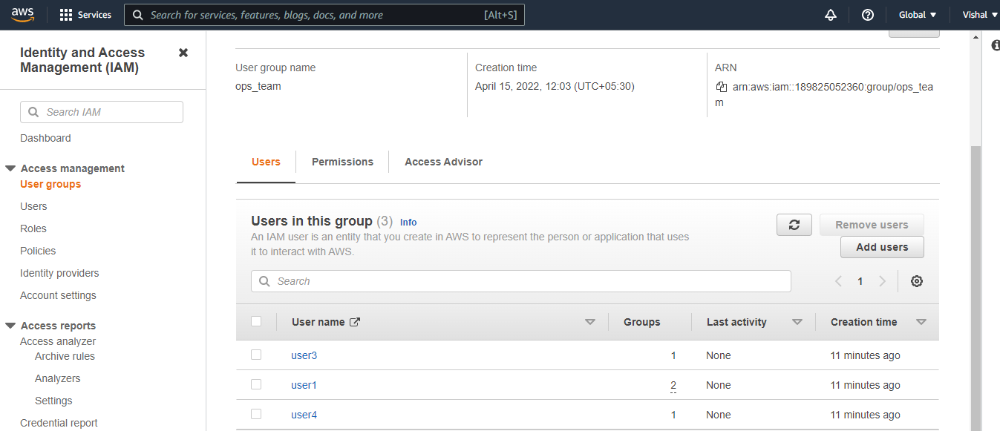 aws
Services
Search for services, features, blogs, docs, and more
[Alt+S]
Global ▼
Vishal ▼
Identity and Access
Management (IAM)
Search IAM
Dashboard
Access management
User groups
Users
Roles
Policies
Identity providers
Account settings
Access reports
Access analyzer
Archive rules
Analyzers
Settings
Credential report
User group name
ops_team
Creation time
April 15, 2022, 12:03 (UTC+05:30)
ARN
arn:aws:iam::189825052360:group/ops_tea
m
Users
Permissions
Access Advisor
Users in this group (3) Info
An IAM user is an entity that you create in AWS to represent the person or application that uses
it to interact with AWS.
Remove users
Add users
Search
1
User name
Groups
Last activity
Creation time
user3 1 None 11 minutes ago
user1 2 None 11 minutes ago
user4 1 None 11 minutes ago